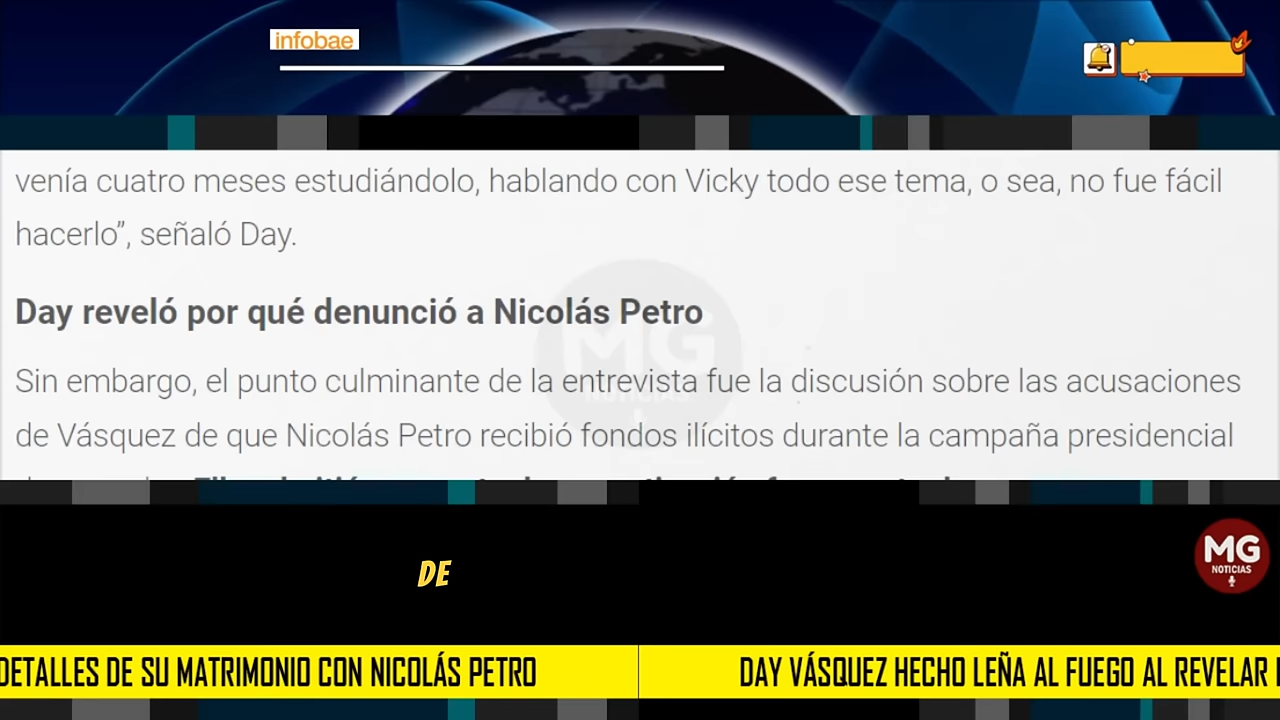 infobae
venía cuatro meses estudiándolo, hablando con Vicky todo ese tema, o sea, no fue fácil
hacerlo”, señaló Day.
Day reveló por qué denunció a Nicolás Petro
Sin embargo, el punto culminante de la entrevista fue la discusión sobre las acusaciones
de Vásquez de que Nicolás Petro recibió fondos ilícitos durante la campaña presidencial
MG
NOTICIAS
DE
MG
NOTICIAS
DETALLES DE SU MATRIMONIO CON NICOLÁS PETRO
DAY VÁSQUEZ HECHO LEÑA AL FUEGO AL REVELAR